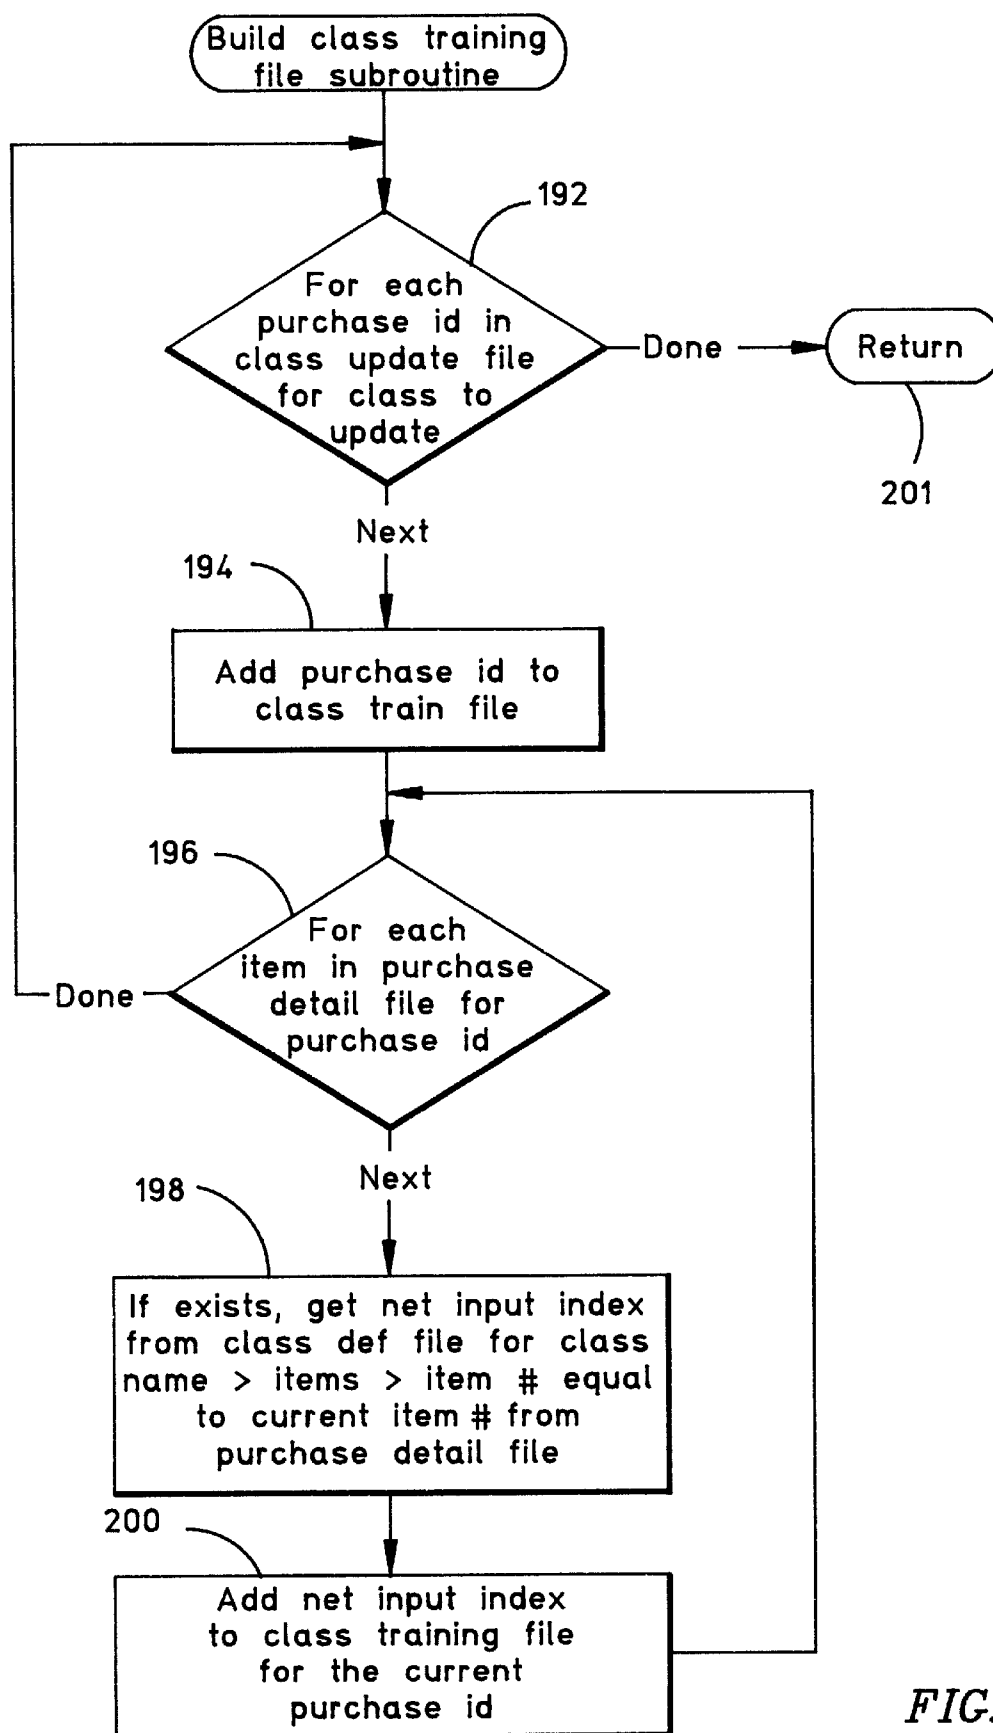 Build class training
file subroutine
192
For each
purchase id in
class update file
for class to
update
Done
Return
201
Next
194
Add purchase id to
class train file
196
For each
item in purchase
detail file for
purchase id
Done
Next
198
If exists, get net input index
from class def file for class
name > items > item # equal
to current item # from
purchase detail file
200
Add net input index
to class training file
for the current
purchase id
FIG.